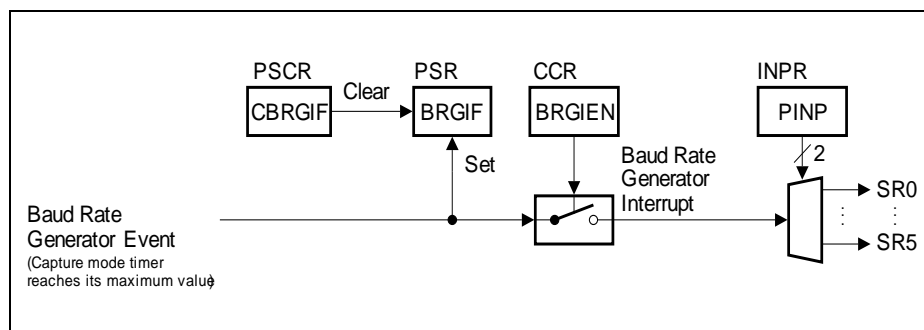 PSCR PSR CCR INPR
CBRGIF Clear BRGIF BRGIEN PINP
Set
2
Baud Rate
Generator
Interrupt
SR0
SR5
Baud Rate
Generator Event
(Capture mode timer
reaches its maximum value)